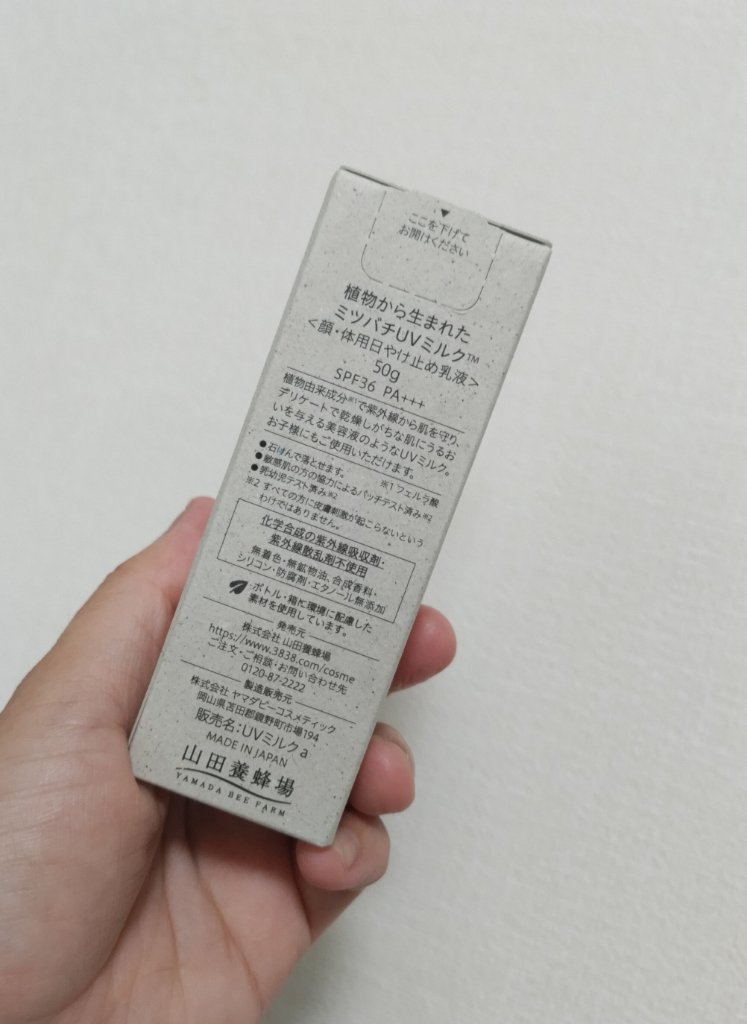 ここを下げて
お開けください
植物から生まれた
ミツバチUVミルク™
<顔・体用日やけ止め乳液>
50g
SPF36 PA+++
植物由来成分※1で紫外線から肌を守り、
デリケートで乾燥しがちな肌にうるお
いを与える美容液のようなUVミルク。
お子様にもご使用いただけます。
※1 フェルラ酸
●石けんで落とせます。
●敏感肌の方の協力によるパッチテスト済み※2
●乳幼児テスト済み※2
※2 すべての方に皮膚刺激が起こらないという
わけではありません。
化学合成の紫外線吸収剤・
紫外線散乱剤不使用
無着色・無鉱物油、合成香料・
シリコン・防腐剤・エタノール無添加
ボトル・箱に環境に配慮した
素材を使用しています。
発売元
株式会社 山田養蜂場
https://www.3838.com/cosme
ご注文・ご相談・お問い合わせ先
0120-87-2222
製造販売元
株式会社 ヤマダビーコスメティック
岡山県苫田郡鏡野町市場194
販売名:UVミルクa
MADE IN JAPAN
山田養蜂場
YAMADA BEE FARM